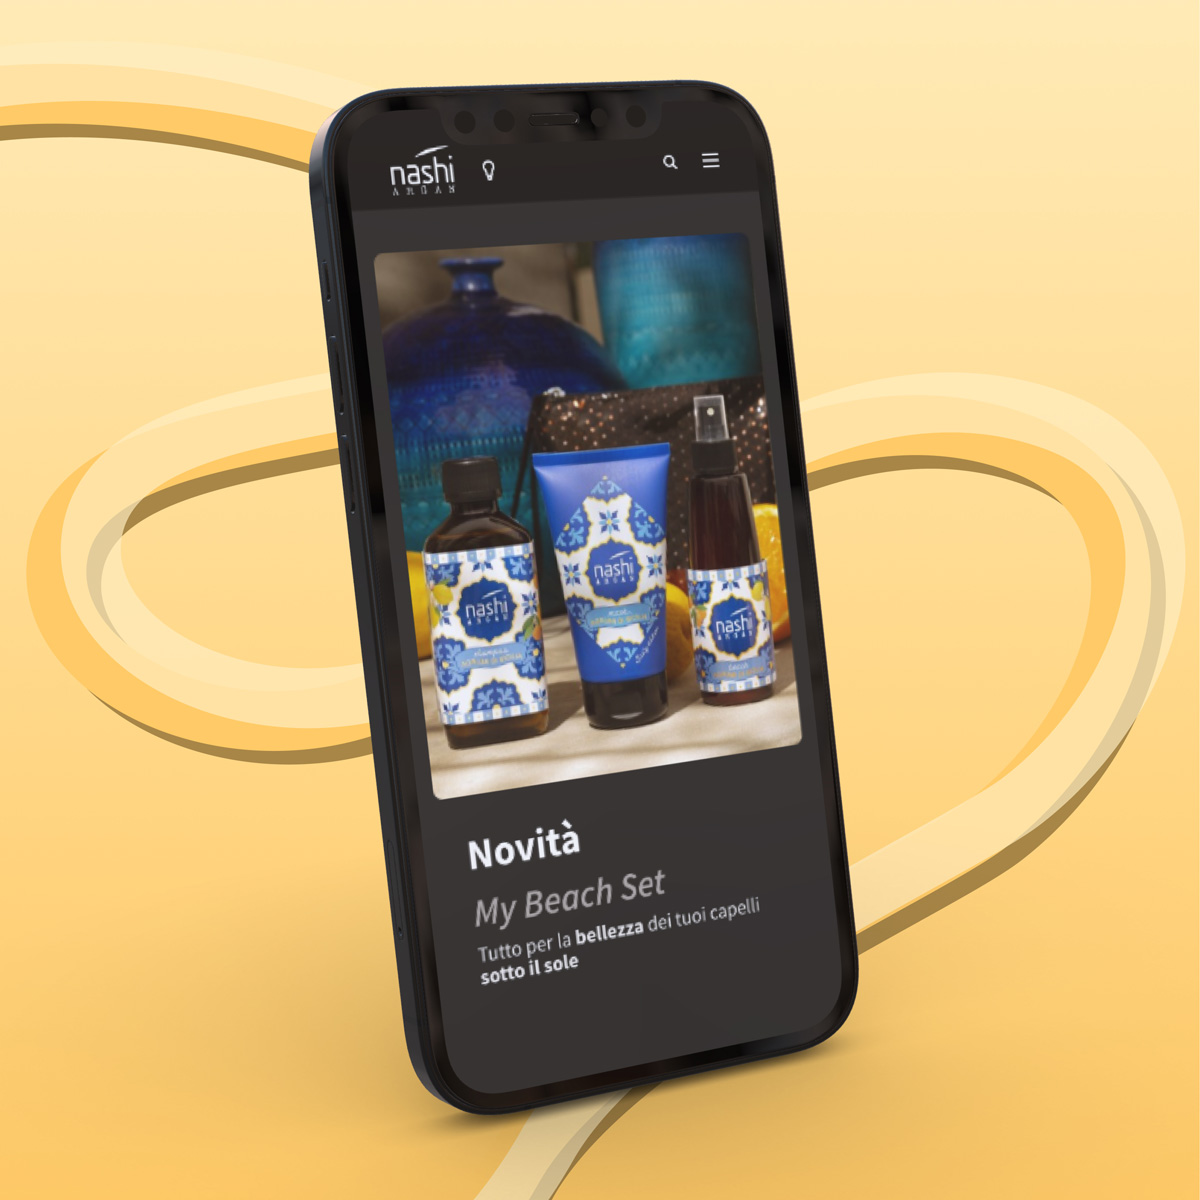 nashi
ARGAN
nashi
ARGAN
nashi
ARGAN
nashi
ARGAN
Novità
My Beach Set
Tutto per la bellezza dei tuoi capelli
sotto il sole